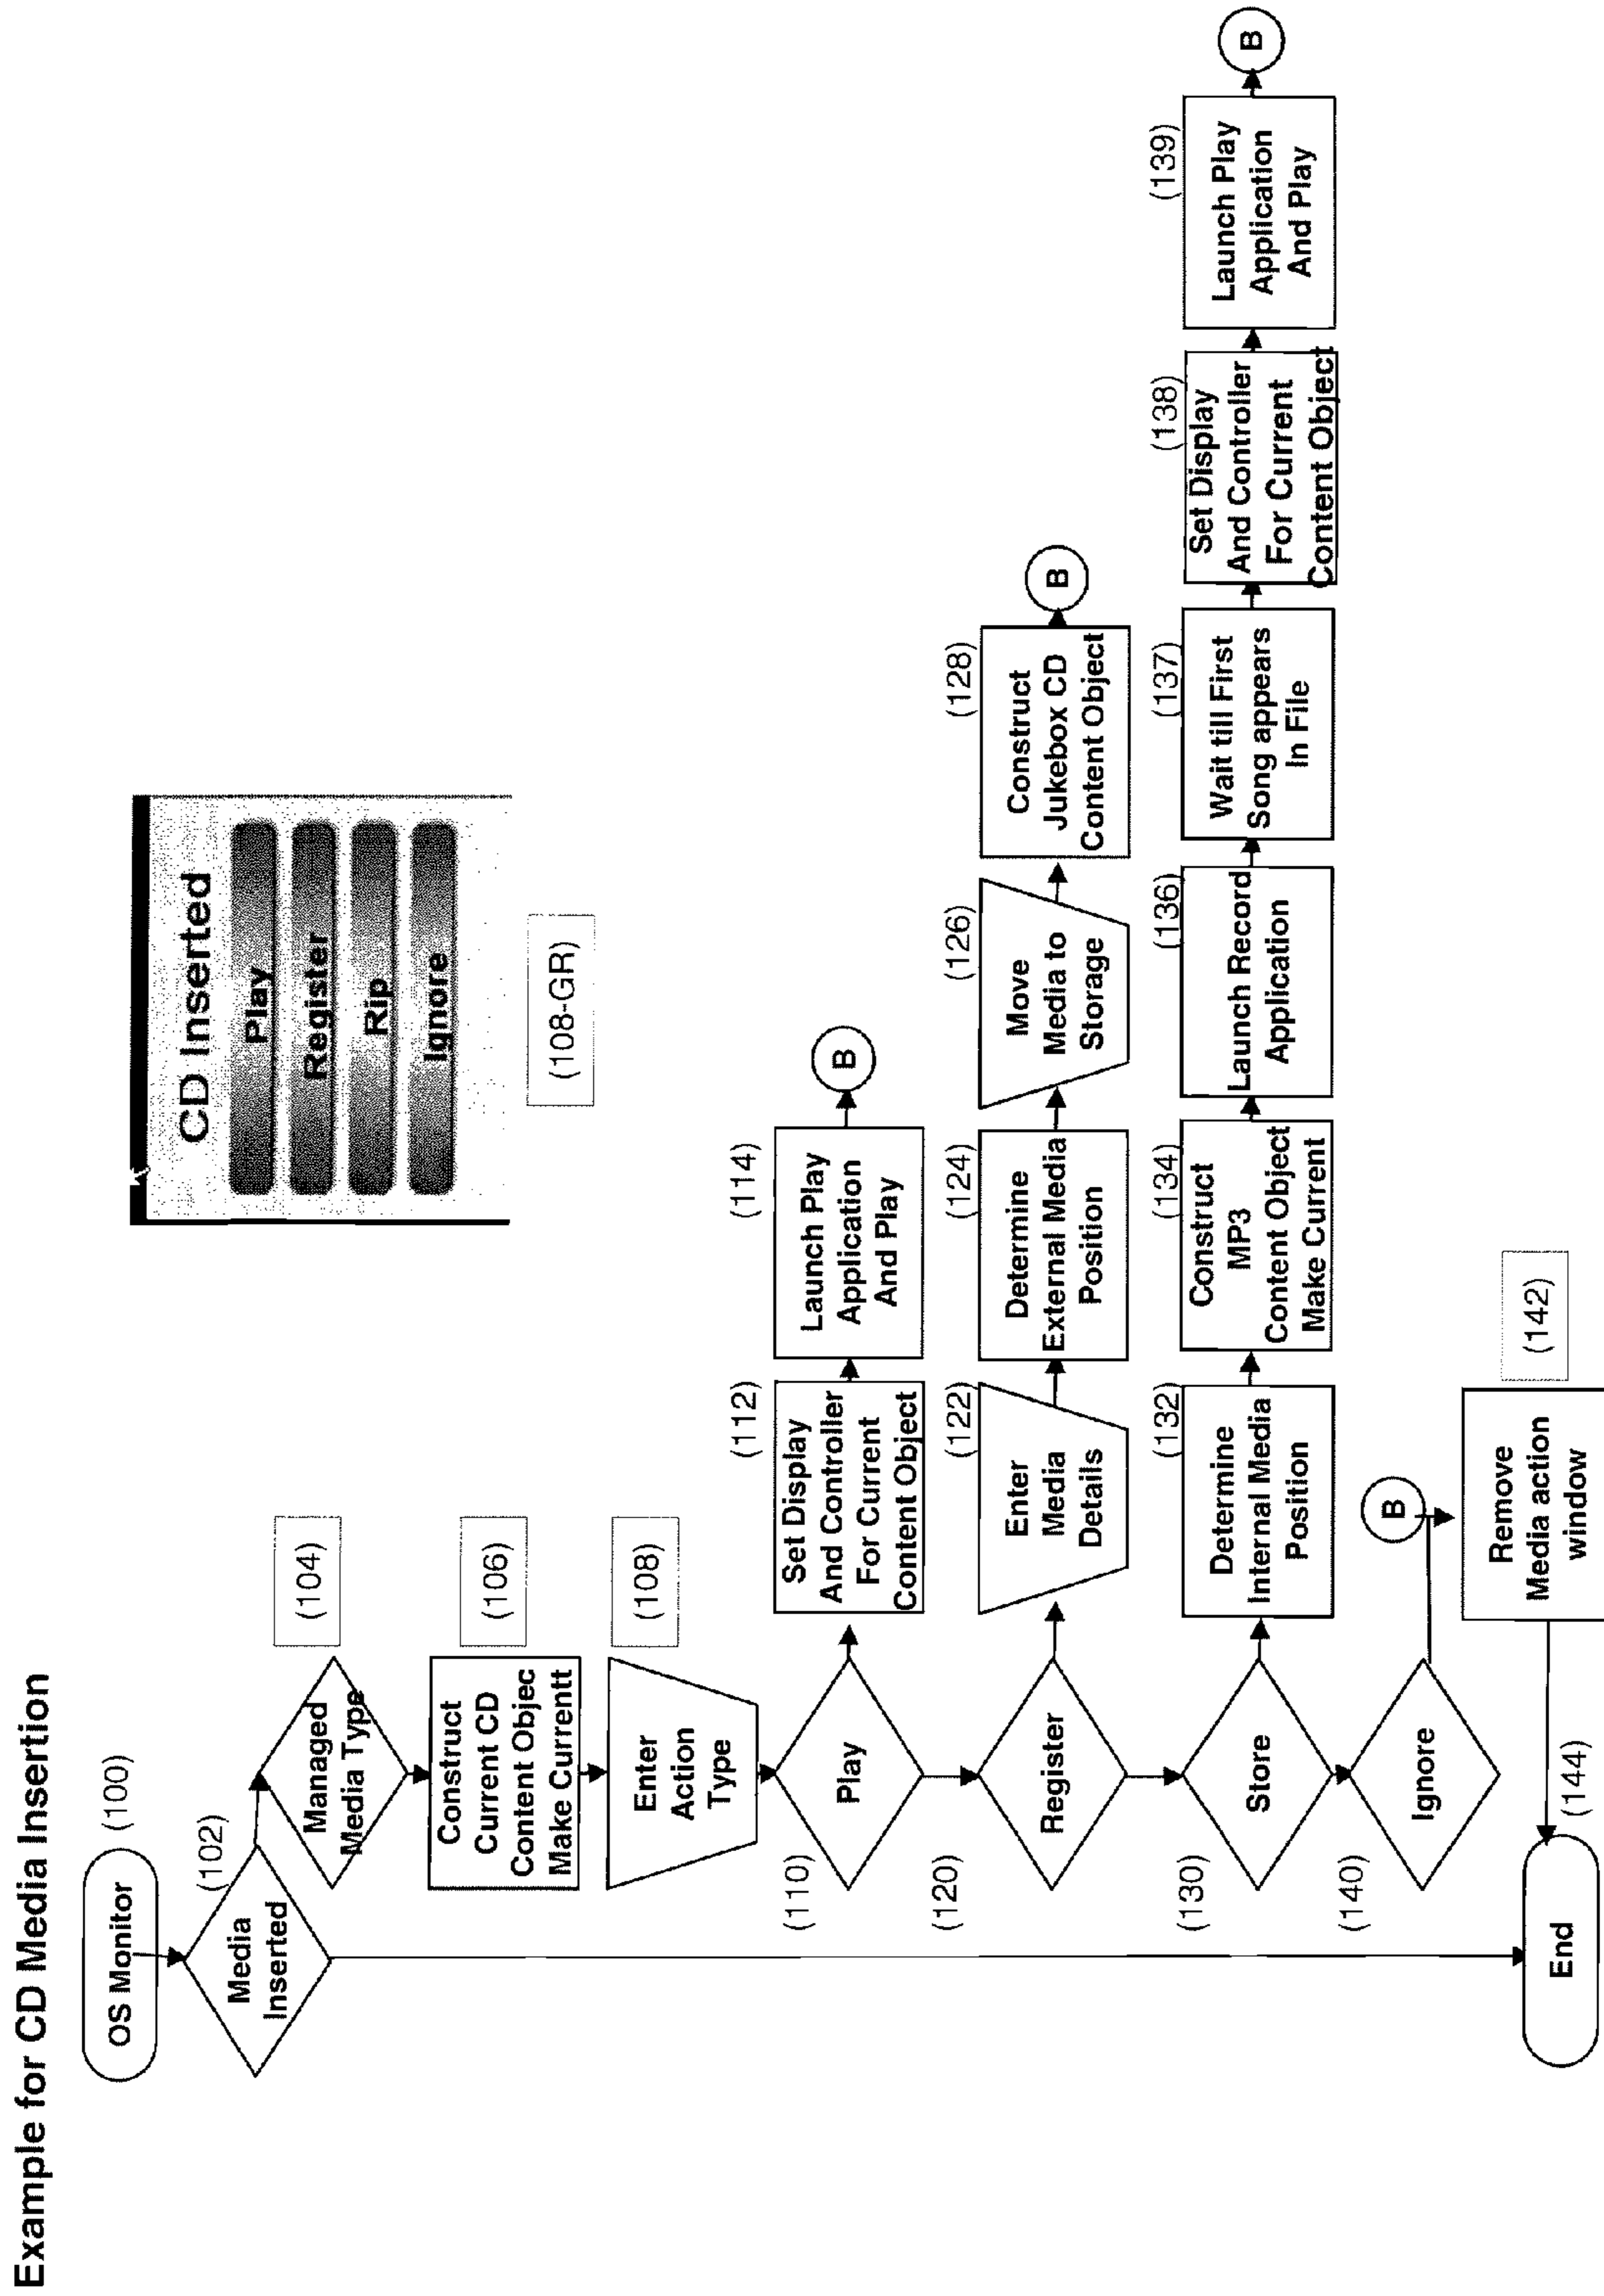 Example for CD Media Insertion
OS Monitor
(100)
Media
Inserted
(102)
Managed
Media Type
(104)
Construct
Current CD
Content Objec
Make Currentt
(106)
Enter
Action
Type
(108)
CD Inserted
Play
Register
Rip
Ignore
(108-GR)
(110)
Play
(112)
Set Display
And Controller
For Current
Content Object
(114)
Launch Play
Application
And Play
B
(120)
Register
(122)
Enter
Media
Details
(124)
Determine
External Media
Position
(126)
Move
Media to
Storage
(128)
Construct
Jukebox CD
Content Object
B
(130)
Store
(132)
Determine
Internal Media
Position
(134)
Construct
MP3
Content Object
Make Current
(136)
Launch Record
Application
(137)
Wait till First
Song appears
In File
(138)
Set Display
And Controller
For Current
Content Object
(139)
Launch Play
Application
And Play
B
(140)
Ignore
B
(142)
Remove
Media action
window
End
(144)